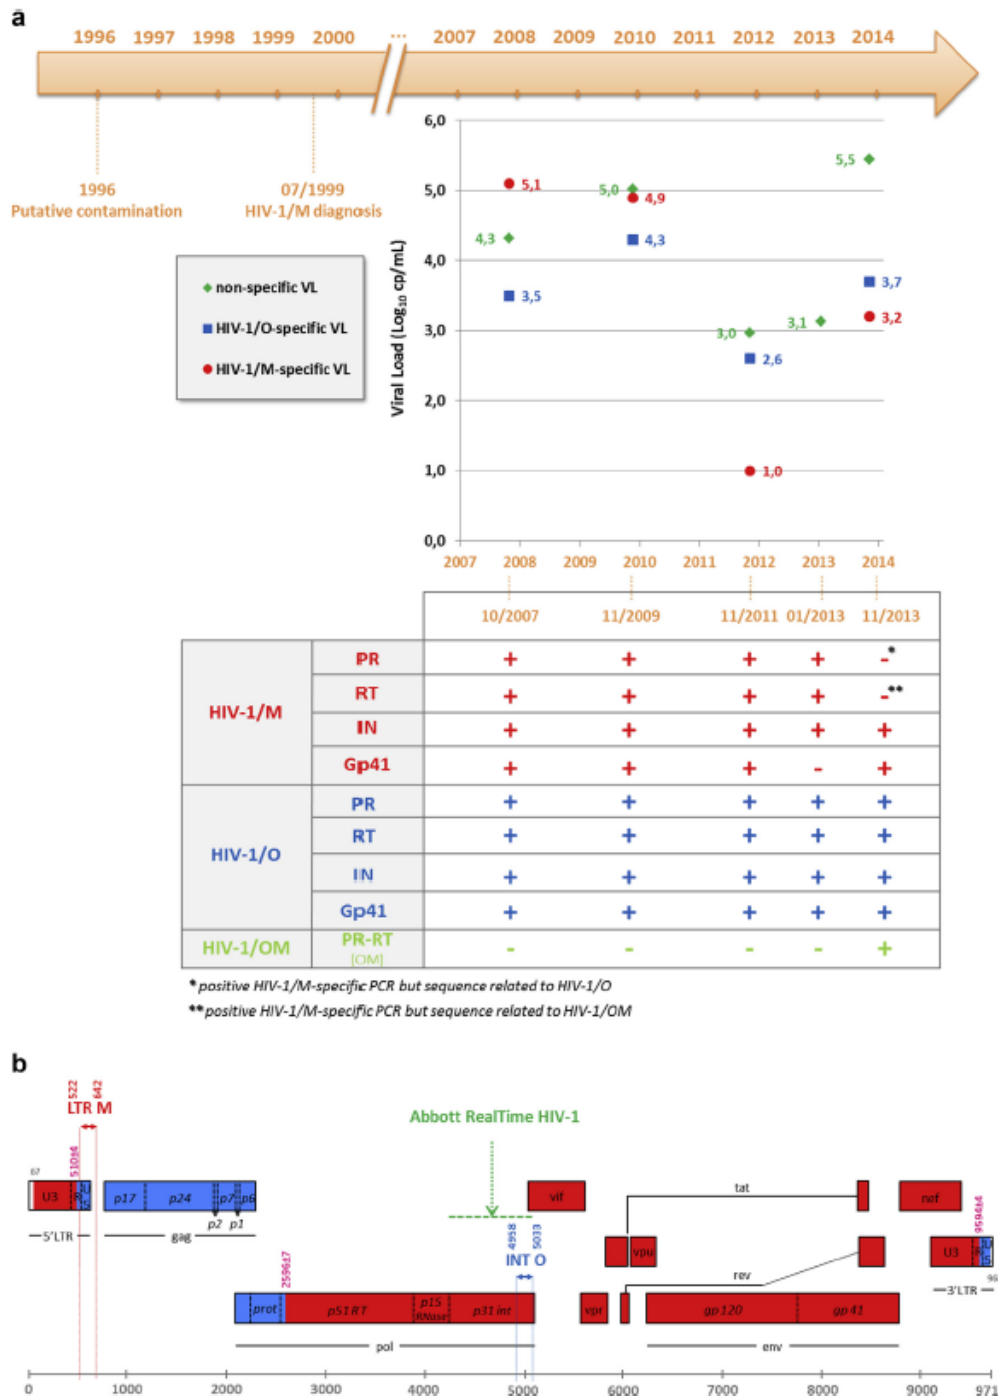 a
1996 1997 1998 1999 2000 ... 2007 2008 2009 2010 2011 2012 2013 2014
1996
Putative contamination
07/1999
HIV-1/M diagnosis
non-specific VL
HIV-1/O-specific VL
HIV-1/M-specific VL
Viral Load (Log10 cp/mL)
6,0
5,0
4,0
3,0
2,0
1,0
0,0
4,3
5,1
3,5
5,0
4,9
4,3
3,0
2,6
1,0
3,1
5,5
3,7
3,2
2007 2008 2009 2010 2011 2012 2013 2014
10/2007 11/2009 11/2011 01/2013 11/2013
HIV-1/M
PR + + + + -*
RT + + + + -**
IN + + + + +
Gp41 + + + - +
HIV-1/O
PR + + + + +
RT + + + + +
IN + + + + +
Gp41 + + + + +
HIV-1/OM
PR-RT - - - - +
[OM]
* positive HIV-1/M-specific PCR but sequence related to HIV-1/O
** positive HIV-1/M-specific PCR but sequence related to HIV-1/OM
b
522 642
LTR M
510±4
Abbott RealTime HIV-1
U3 R U5
5'LTR
p17 p24 p7 p6
p2 p1
gag
2596±7
4958 5033
INT O
prot p51 RT p15 RNase p31 int
pol
vif
vpr
vpu
tat
rev
gp120 gp41
env
nef
9594±4
U3 R U5
3'LTR
0 1000 2000 3000 4000 5000 6000 7000 8000 9000 971